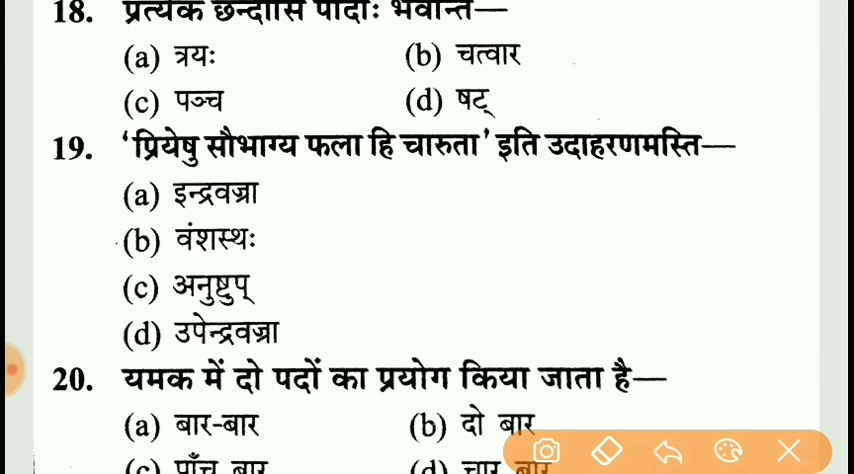 18. प्रत्येक छन्दसि पादाः भवन्ति—
(a) त्रयः (b) चत्वार
(c) पञ्च (d) षट्
19. 'प्रियेषु सौभाग्य फला हि चारुता' इति उदाहरणमस्ति—
(a) इन्द्रवज्रा
(b) वंशस्थः
(c) अनुष्टुप्
(d) उपेन्द्रवज्रा
20. यमक में दो पदों का प्रयोग किया जाता है—
(a) बार-बार (b) दो बार
(c) पाँच बार (d) चार बार